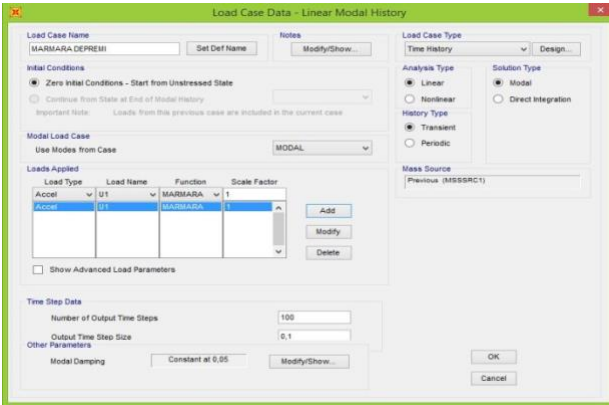 Load Case Data - Linear Modal History
Load Case Name
MARMARA DEPREMI
Set Def Name
Notes
Modify/Show...
Load Case Type
Time History
Design...
Initial Conditions
Zero Initial Conditions - Start from Unstressed State
Continue from State at End of Modal History
Important Note: Loads from this previous case are included in the current case
Analysis Type
Linear
Nonlinear
Solution Type
Modal
Direct Integration
History Type
Transient
Periodic
Modal Load Case
Use Modes from Case
MODAL
Mass Source
Previous (MSSSRC1)
Loads Applied
Load Type Load Name Function Scale Factor
Accel U1 MARMARA 1
Accel U1 MARMARA 1
Add
Modify
Delete
Show Advanced Load Parameters
Time Step Data
Number of Output Time Steps 100
Output Time Step Size 0,1
Other Parameters
Modal Damping Constant at 0,05 Modify/Show...
OK
Cancel